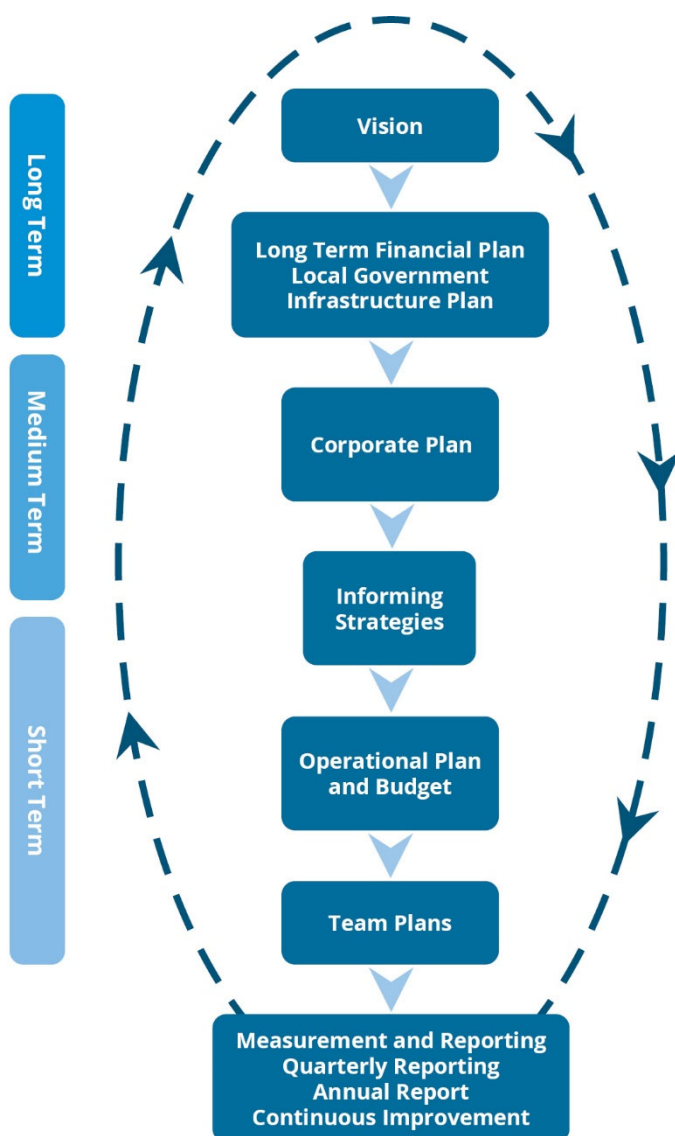 Long Term
Medium Term
Short Term
Vision
Long Term Financial Plan
Local Government
Infrastructure Plan
Corporate Plan
Informing
Strategies
Operational Plan
and Budget
Team Plans
Measurement and Reporting
Quarterly Reporting
Annual Report
Continuous Improvement